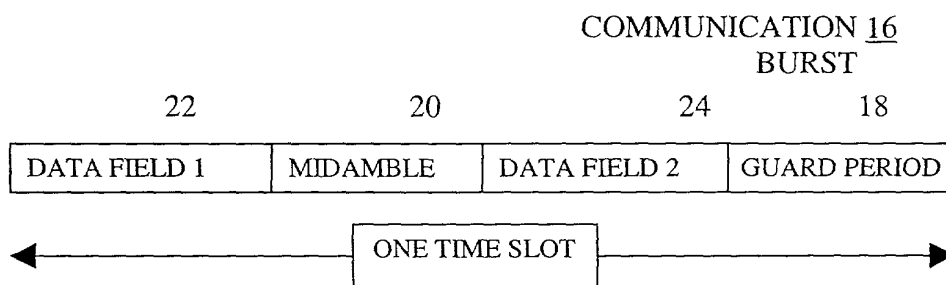 COMMUNICATION 16
BURST
22 20 24 18
DATA FIELD 1 MIDAMBLE DATA FIELD 2 GUARD PERIOD
ONE TIME SLOT